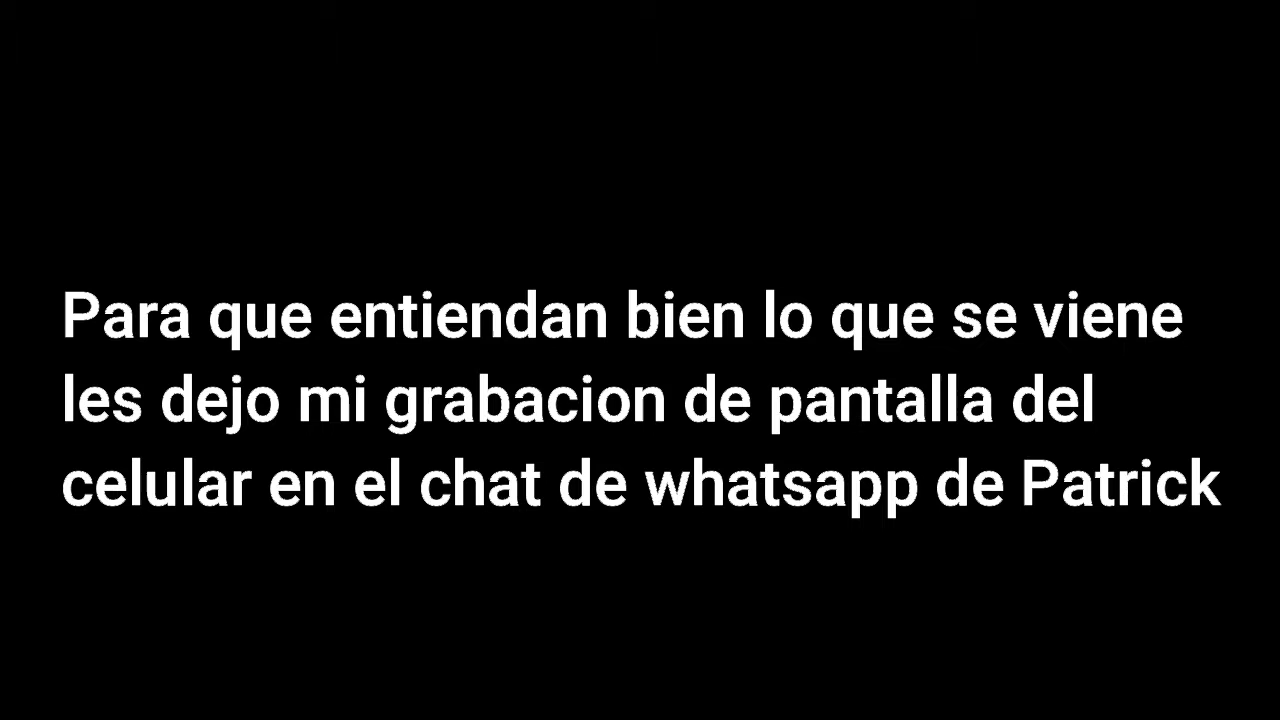 Para que entiendan bien lo que se viene
les dejo mi grabacion de pantalla del
celular en el chat de whatsapp de Patrick